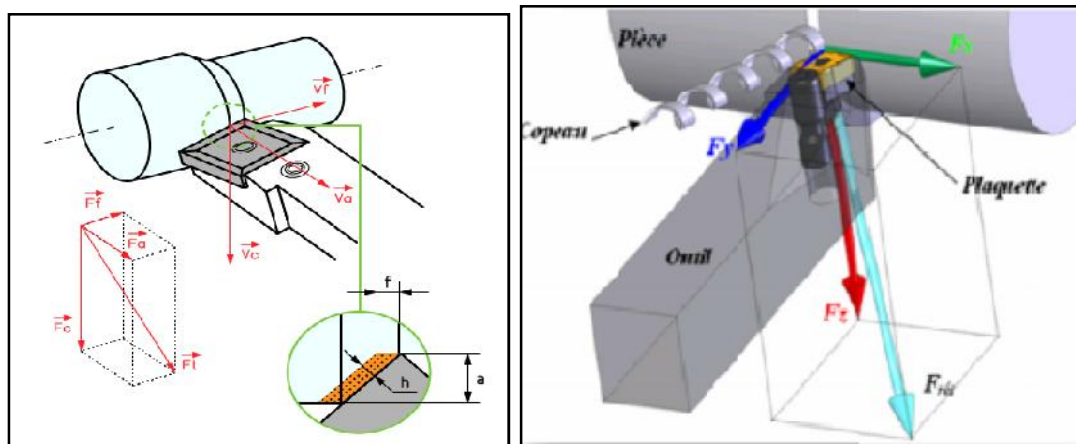 Vf
Va
Vc
Ff
Fa
Fc
Ft
f
h
a
Pièce
Copeau
Fy
Plaquette
Outil
Fz